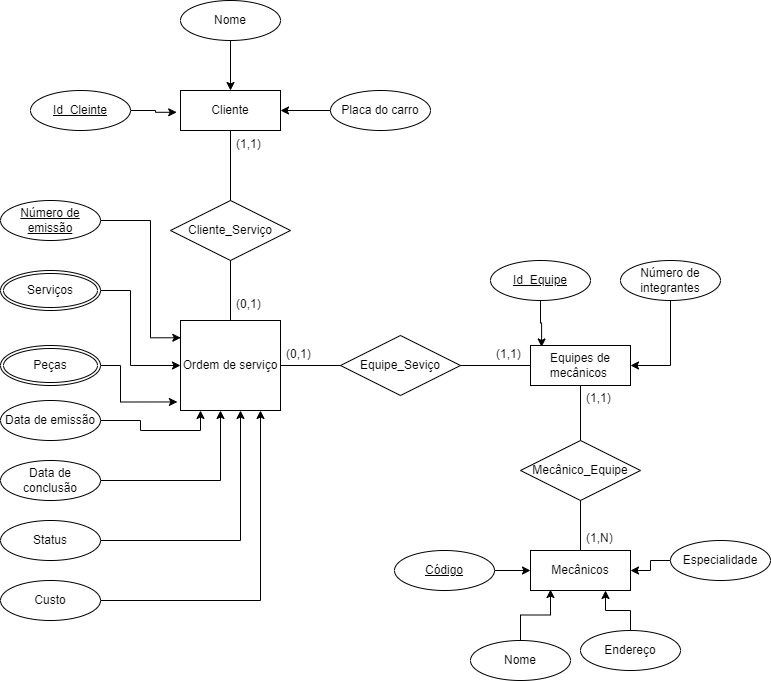 Nome
Id_Cleinte
Cliente
Placa do carro
(1,1)
Número de
emissão
Cliente_Serviço
Serviços
(0,1)
Id_Equipe
Número de
integrantes
Peças
Ordem de serviço
(0,1)
Equipe_Seviço
(1,1)
Equipes de
mecânicos
Data de emissão
(1,1)
Data de
conclusão
Mecânico_Equipe
Status
(1,N)
Código
Mecânicos
Especialidade
Custo
Nome
Endereço